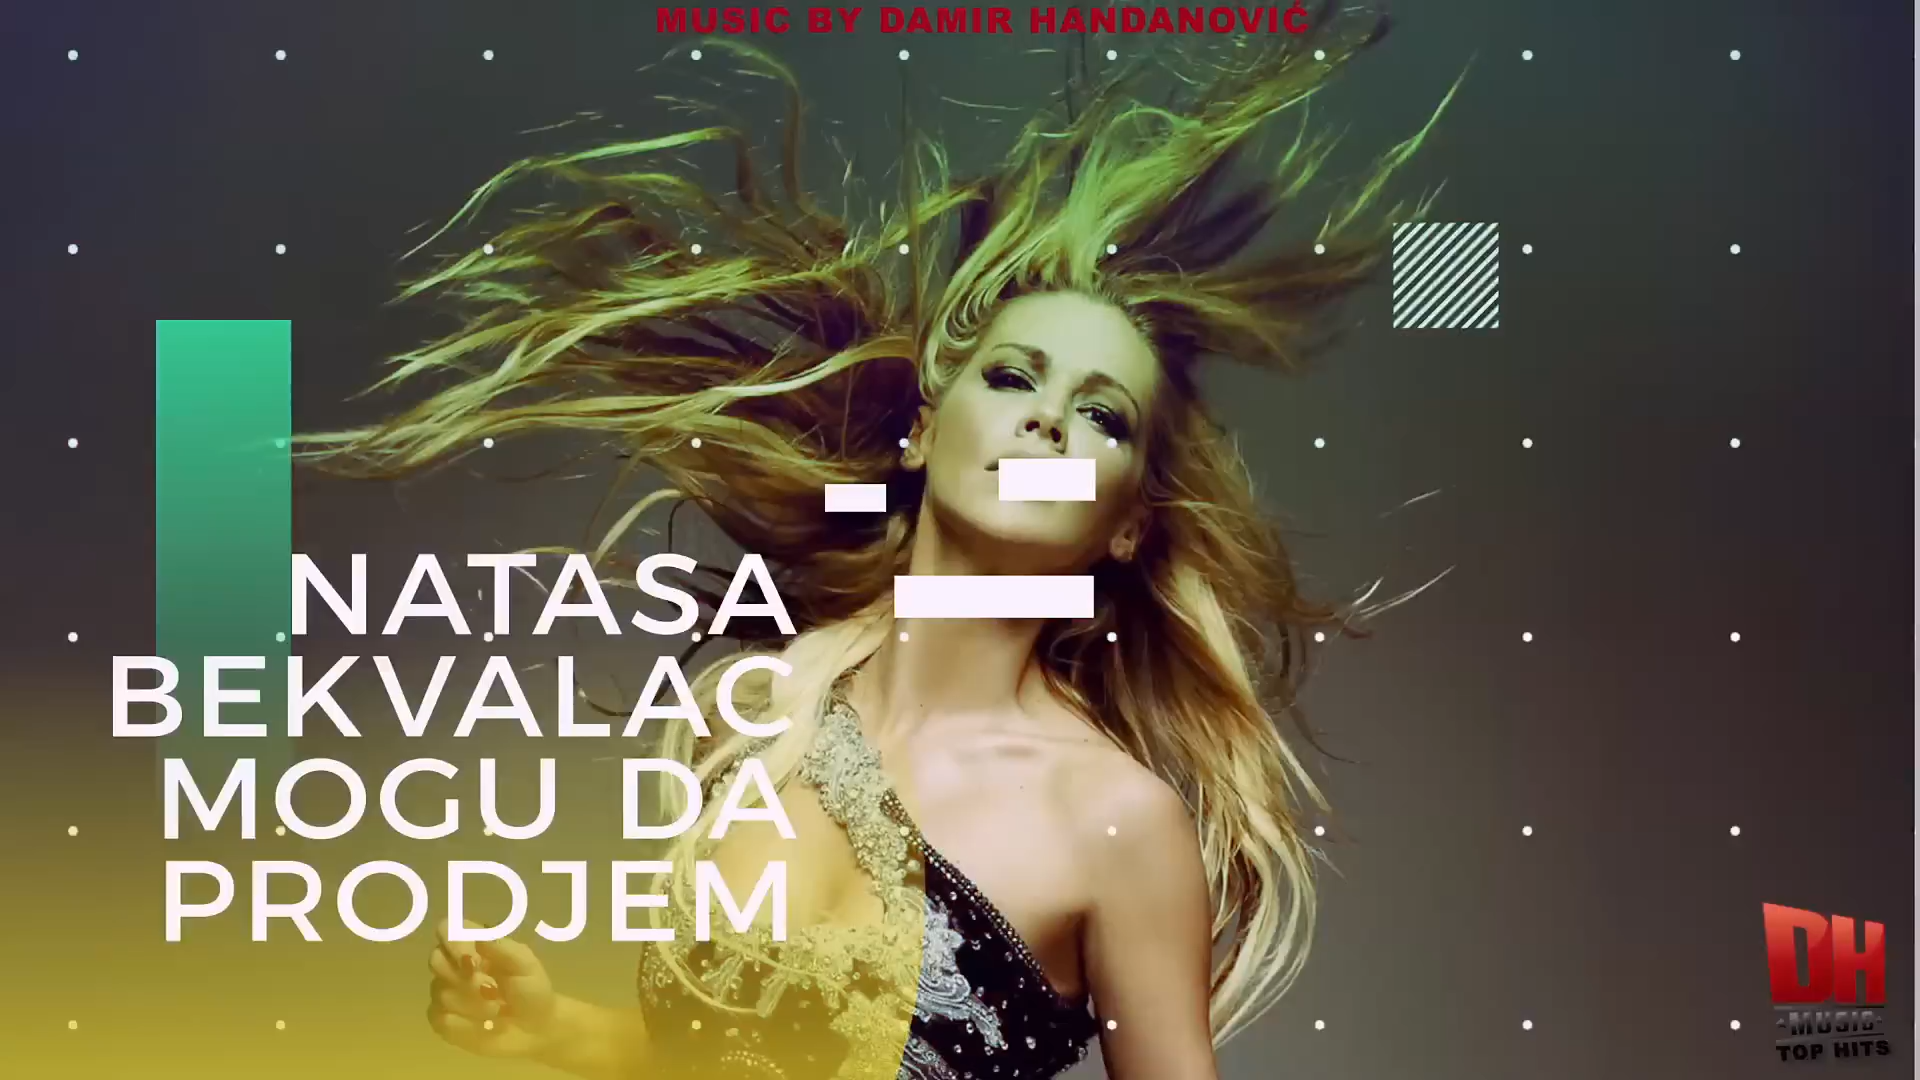 MUSIC BY DAMIR HANDANOVIĆ
NATASA
BEKVALAC
MOGU DA
PRODJEM
DH
MUSIC
TOP HITS